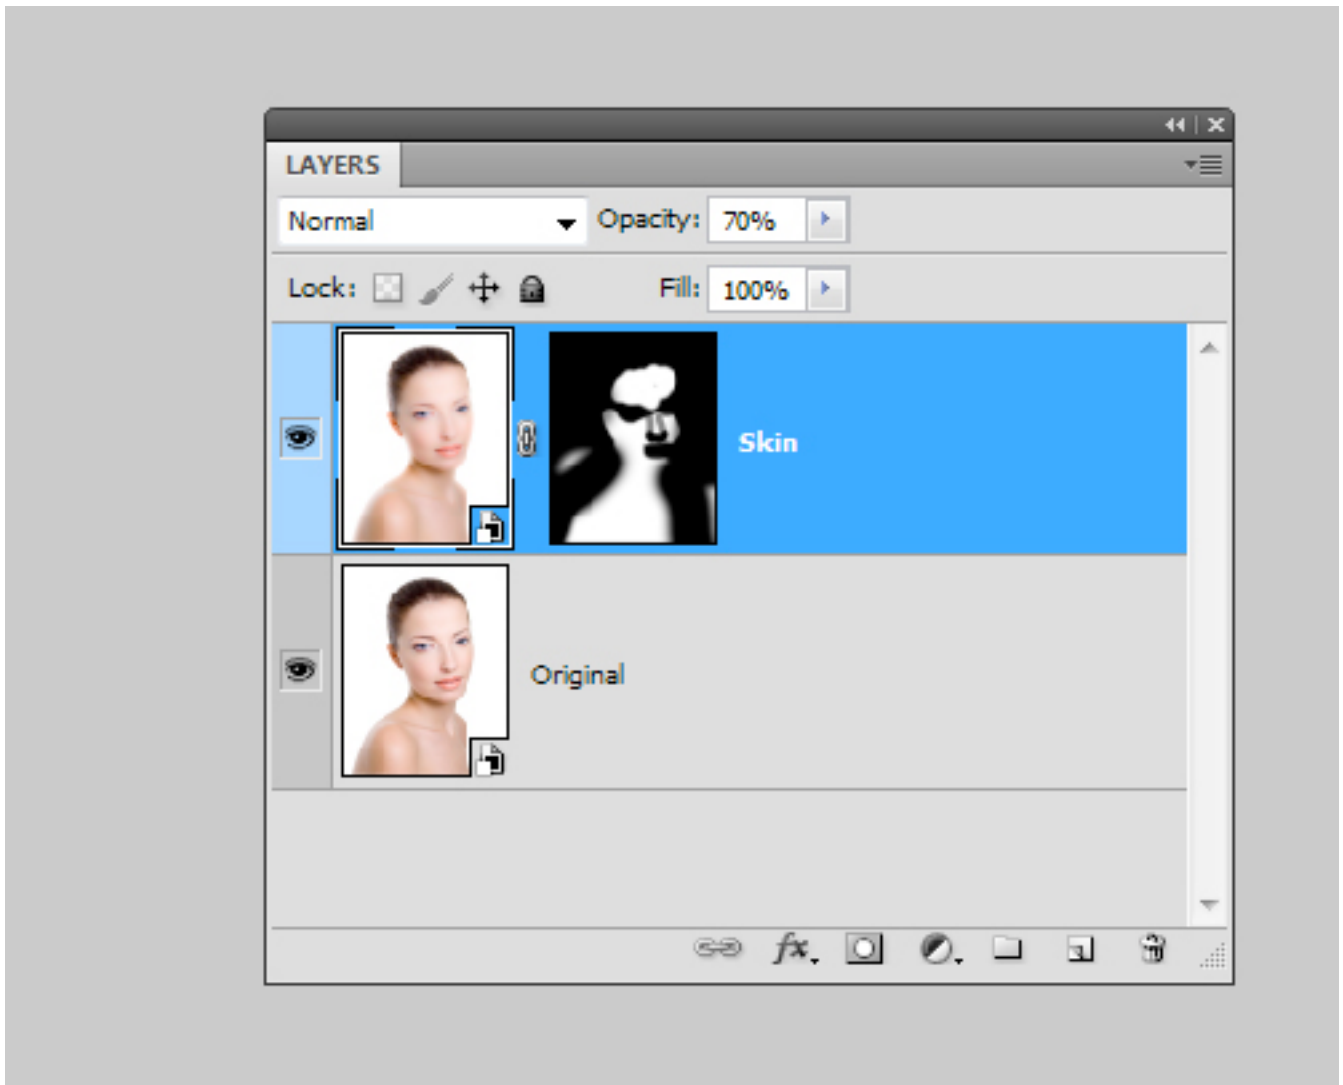 LAYERS
Normal Opacity: 70%
Lock: Fill: 100%
Skin
Original
fx.